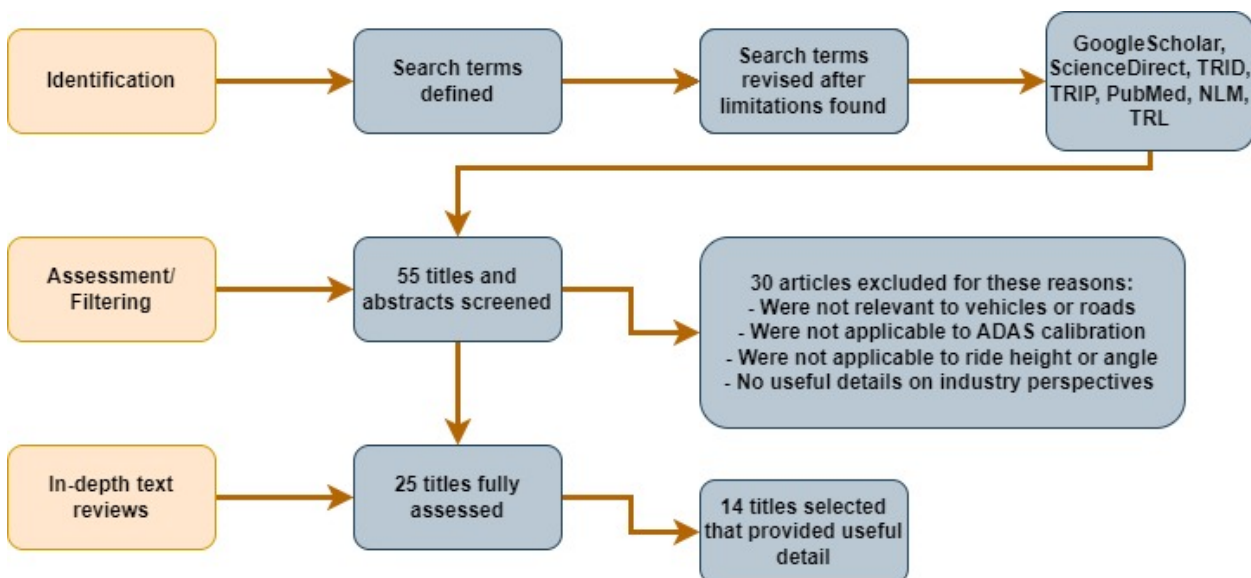 Identification
Search terms
defined
Search terms
revised after
limitations found
GoogleScholar,
ScienceDirect, TRID,
TRIP, PubMed, NLM,
TRL
Assessment/
Filtering
55 titles and
abstracts screened
30 articles excluded for these reasons:
- Were not relevant to vehicles or roads
- Were not applicable to ADAS calibration
- Were not applicable to ride height or angle
- No useful details on industry perspectives
In-depth text
reviews
25 titles fully
assessed
14 titles selected
that provided useful
detail